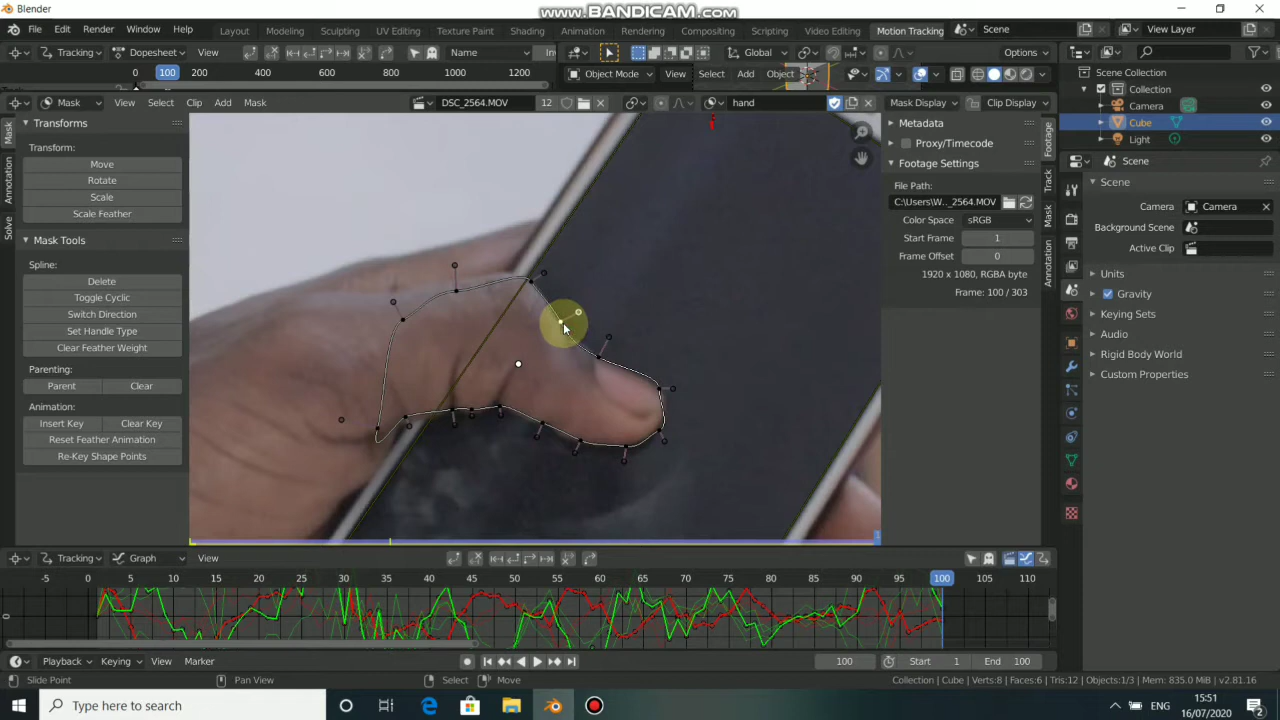 Blender
www.BANDICAM.com
File Edit Render Window Help
Layout Modeling Sculpting UV Editing Texture Paint Shading Animation Rendering Compositing Scripting Video Editing Motion Tracking
Scene
View Layer
Tracking Dopesheet View Name In
0 100 200 400 600 800 1000 1200
Global Options
Object Mode View Select Add Object
Mask View Select Clip Add Mask
DSC_2564.MOV 12
hand
Mask Display Clip Display
Scene Collection
Collection
Camera
Cube
Light
Transforms
Transform:
Move
Rotate
Scale
Scale Feather
Mask Tools
Spline:
Delete
Toggle Cyclic
Switch Direction
Set Handle Type
Clear Feather Weight
Parenting:
Parent Clear
Animation:
Insert Key Clear Key
Reset Feather Animation
Re-Key Shape Points
Mask
Annotation
Solve
Metadata
Proxy/Timecode
Footage Settings
File Path:
C:\Users\W.._2564.MOV
Color Space sRGB
Start Frame 1
Frame Offset 0
1920 x 1080, RGBA byte
Frame: 100 / 303
Footage
Track
Mask
Annotation
Scene
Scene
Camera Camera
Background Scene
Active Clip
Units
Gravity
Keying Sets
Audio
Rigid Body World
Custom Properties
1
Tracking Graph View
-5 0 5 10 15 20 25 30 35 40 45 50 55 60 65 70 75 80 85 90 95 100 105 110
0
Playback Keying View Marker
100 Start 1 End 100
Slide Point Pan View Select Move
Collection | Cube | Verts:8 | Faces:6 | Tris:12 | Objects:1/3 | Mem: 835.0 MiB | v2.81.16
Type here to search
ENG
15:51
16/07/2020
2